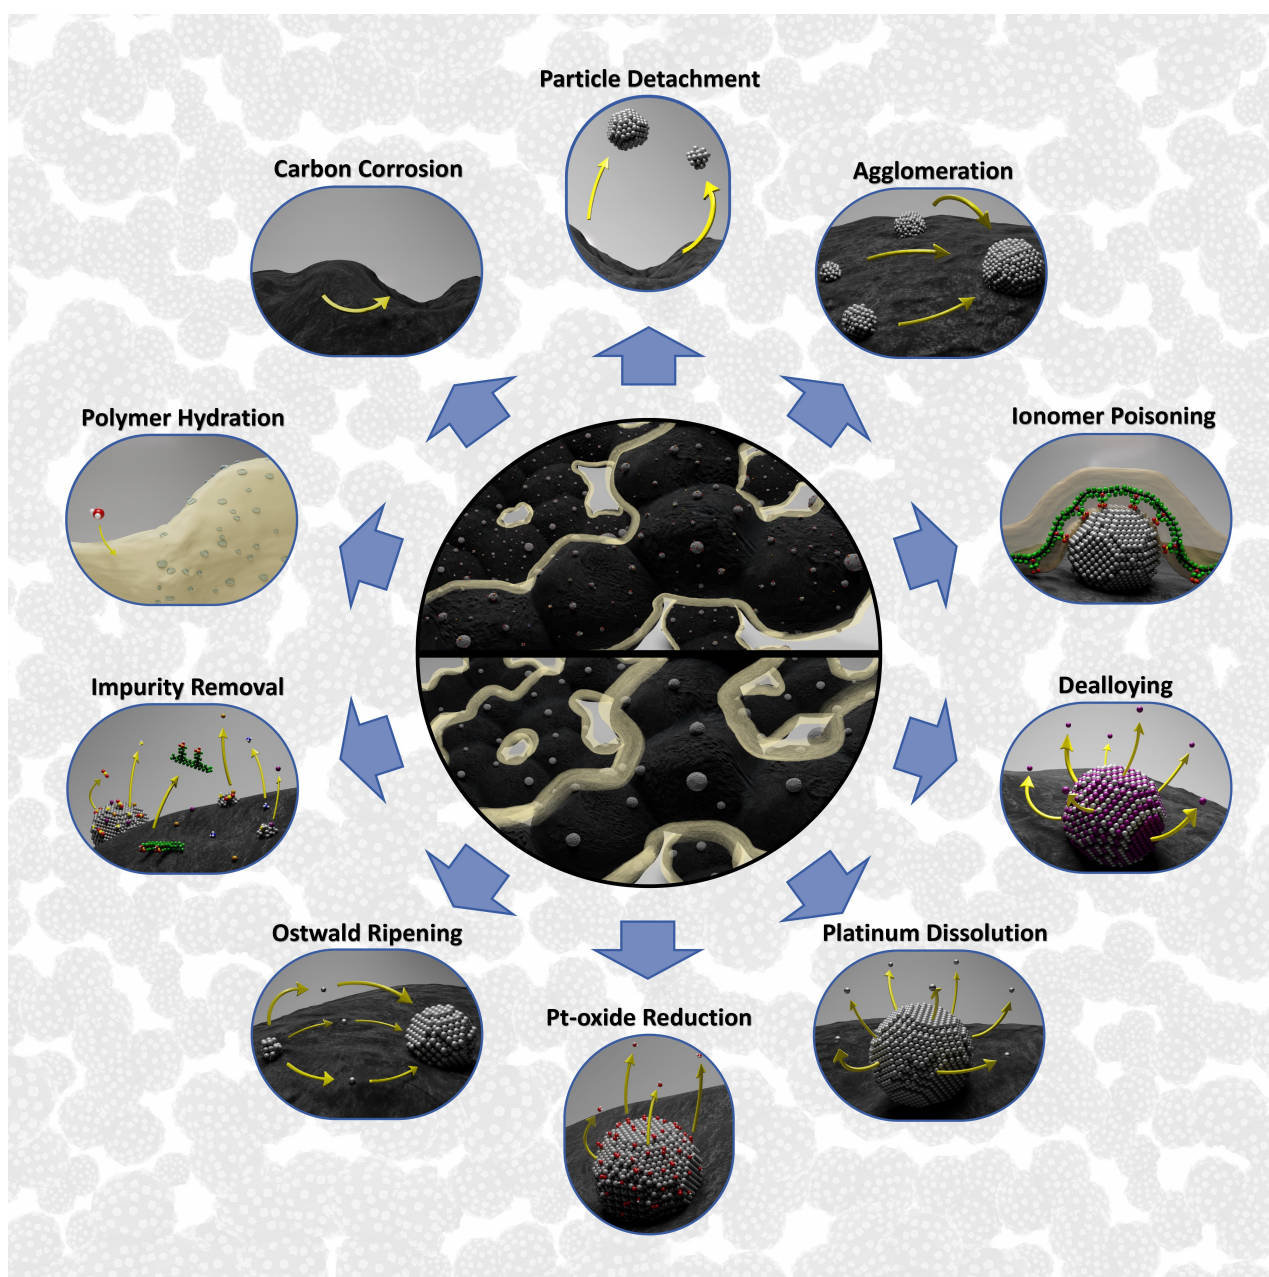 Particle Detachment
Carbon Corrosion
Agglomeration
Polymer Hydration
Ionomer Poisoning
Impurity Removal
Dealloying
Ostwald Ripening
Platinum Dissolution
Pt-oxide Reduction